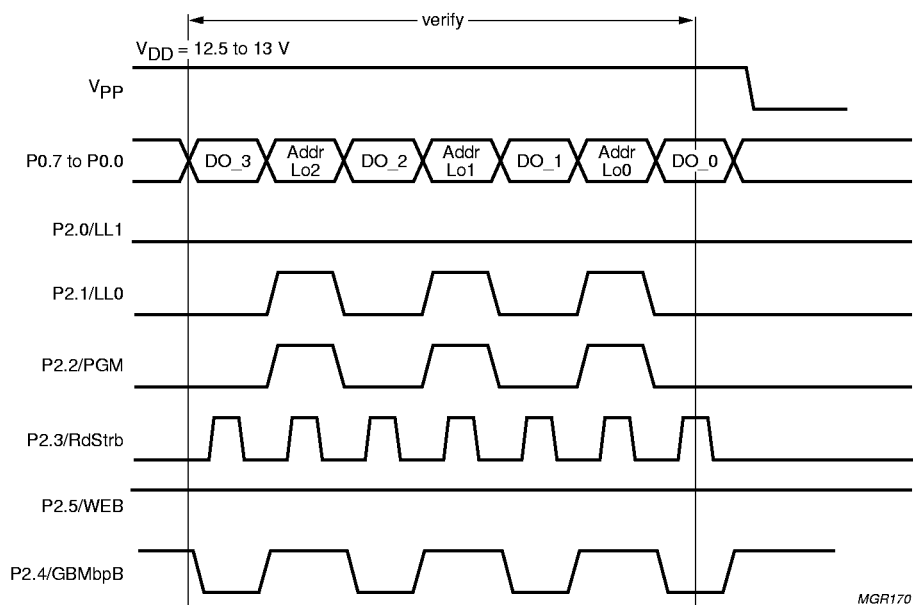 verify
VDD = 12.5 to 13 V
VPP
P0.7 to P0.0
DO_3
Addr
Lo2
DO_2
Addr
Lo1
DO_1
Addr
Lo0
DO_0
P2.0/LL1
P2.1/LL0
P2.2/PGM
P2.3/RdStrb
P2.5/WEB
P2.4/GBMbpB
MGR170